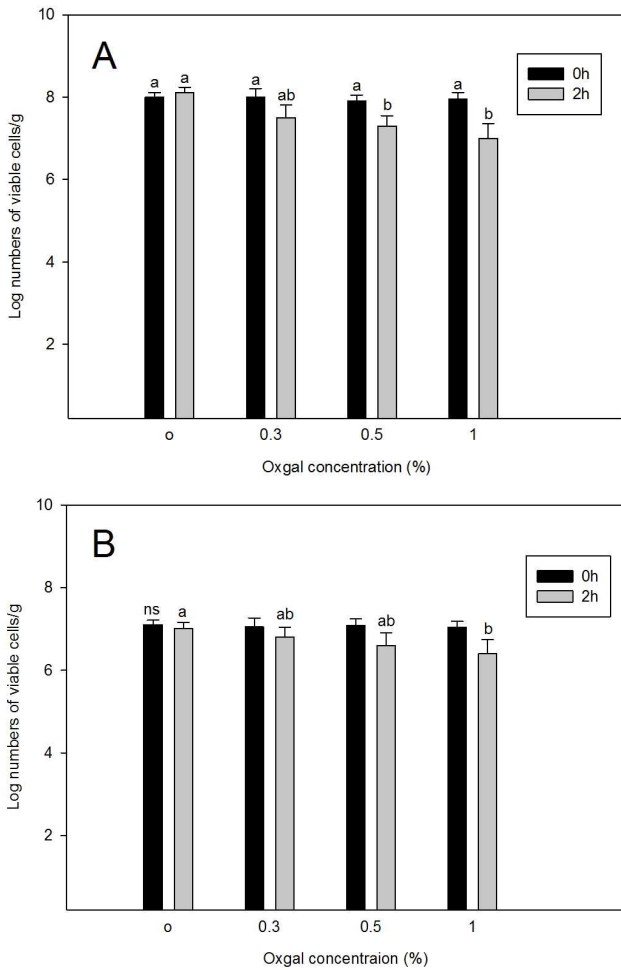 10
A
0h
2h
a a a ab a b a b
8
6
4
2
Log numbers of viable cells/g
o 0.3 0.5 1
Oxgal concentration (%)
10
B
0h
2h
ns a ab ab b
8
6
4
2
Log numbers of viable cells/g
o 0.3 0.5 1
Oxgal concentraion (%)